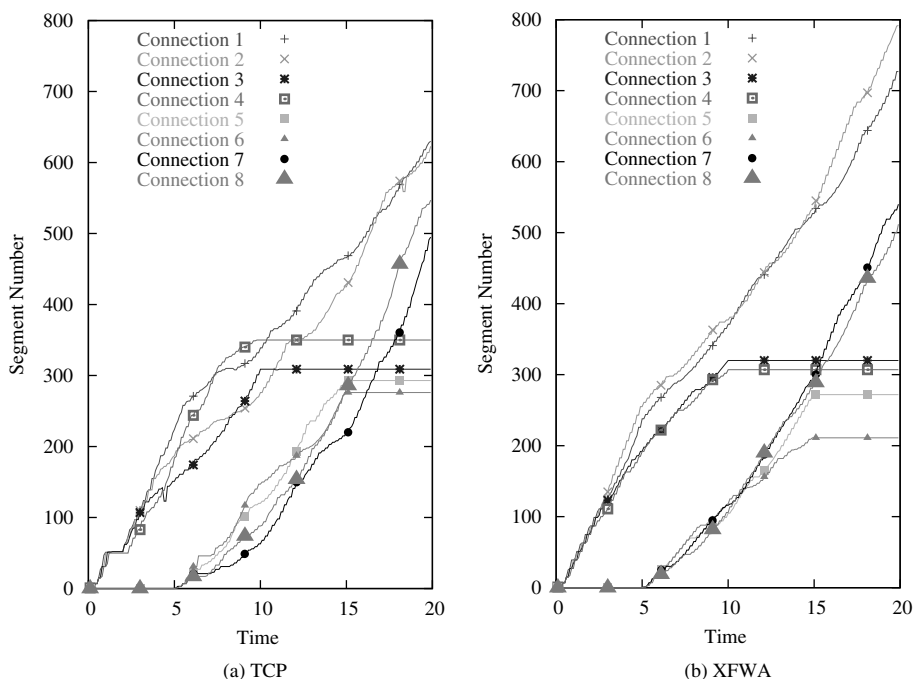 800
700
600
500
400
300
200
100
0
Segment Number
Connection 1
Connection 2
Connection 3
Connection 4
Connection 5
Connection 6
Connection 7
Connection 8
0 5 10 15 20
Time
(a) TCP
800
700
600
500
400
300
200
100
0
Segment Number
Connection 1
Connection 2
Connection 3
Connection 4
Connection 5
Connection 6
Connection 7
Connection 8
0 5 10 15 20
Time
(b) XFWA